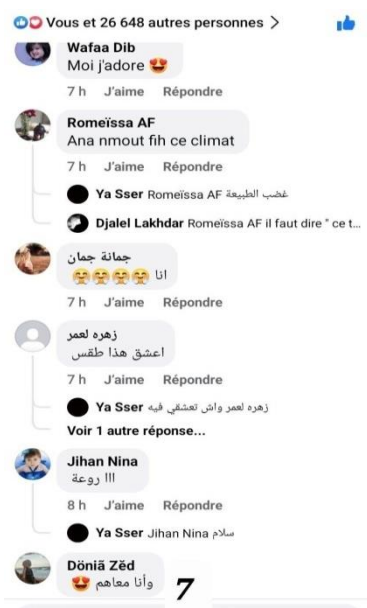 Vous et 26 648 autres personnes >
Wafaa Dib
Moi j'adore 😍
7 h J'aime Répondre
Romeïssa AF
Ana nmout fih ce climat
7 h J'aime Répondre
Ya Sser Romeïssa AF غضب الطبيعة
Djalel Lakhdar Romeïssa AF il faut dire " ce t...
جمانة جمان
انا 🤗🤗🤗🤗
7 h J'aime Répondre
زهره لعمر
اعشق هذا طقس
7 h J'aime Répondre
Ya Sser زهره لعمر واش تعشقي فيه
Voir 1 autre réponse...
Jihan Nina
ااا روعة
8 h J'aime Répondre
Ya Sser Jihan Nina سلام
Döniã Zĕd
وأنا معاهم 😍
7